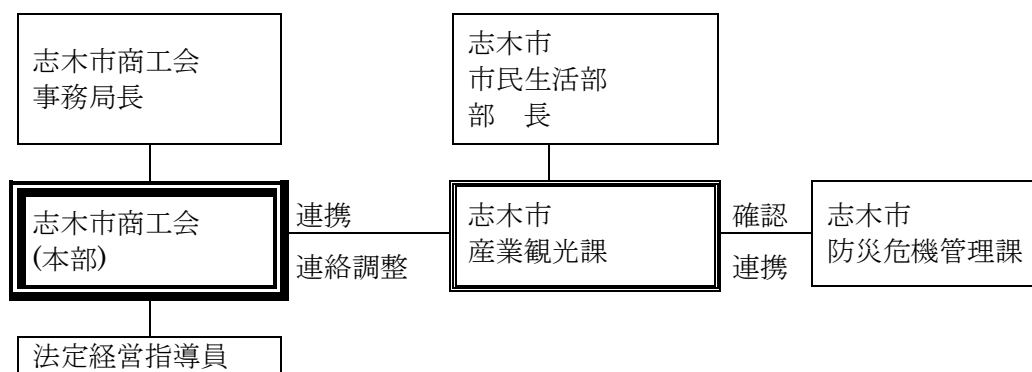 志木市商工会
事務局長
志木市
市民生活部
部　長
志木市商工会
(本部)
連携
連絡調整
志木市
産業観光課
確認
連携
志木市
防災危機管理課
法定経営指導員